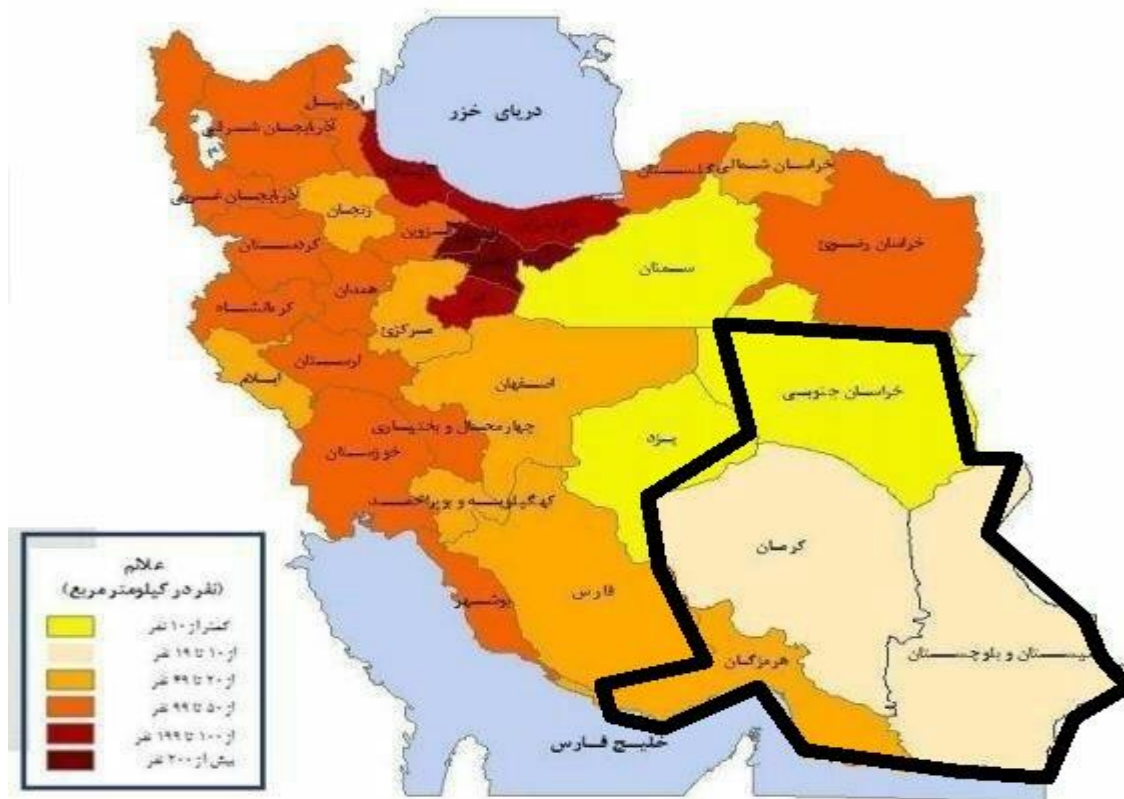 دریای خزر
اردبیل
آذربایجان شرقی
گلستان
خراسان شمالی
آذربایجان غربی
زنجان
قزوین
خراسان رضوی
کردستان
سمنان
همدان
کرمانشاه
مرکزی
لرستان
ایلام
اصفهان
خراسان جنوبی
چهارمحال و بختیاری
یزد
خوزستان
کهگیلویه و بویراحمد
کرمان
فارس
بوشهر
هرمزگان
سیستان و بلوچستان
خلیج فارس
علائم
(نفر در کیلومتر مربع)
کمتر از ۱۰ نفر
از ۱۰ تا ۱۹ نفر
از ۲۰ تا ۴۹ نفر
از ۵۰ تا ۹۹ نفر
از ۱۰۰ تا ۱۹۹ نفر
بیش از ۲۰۰ نفر